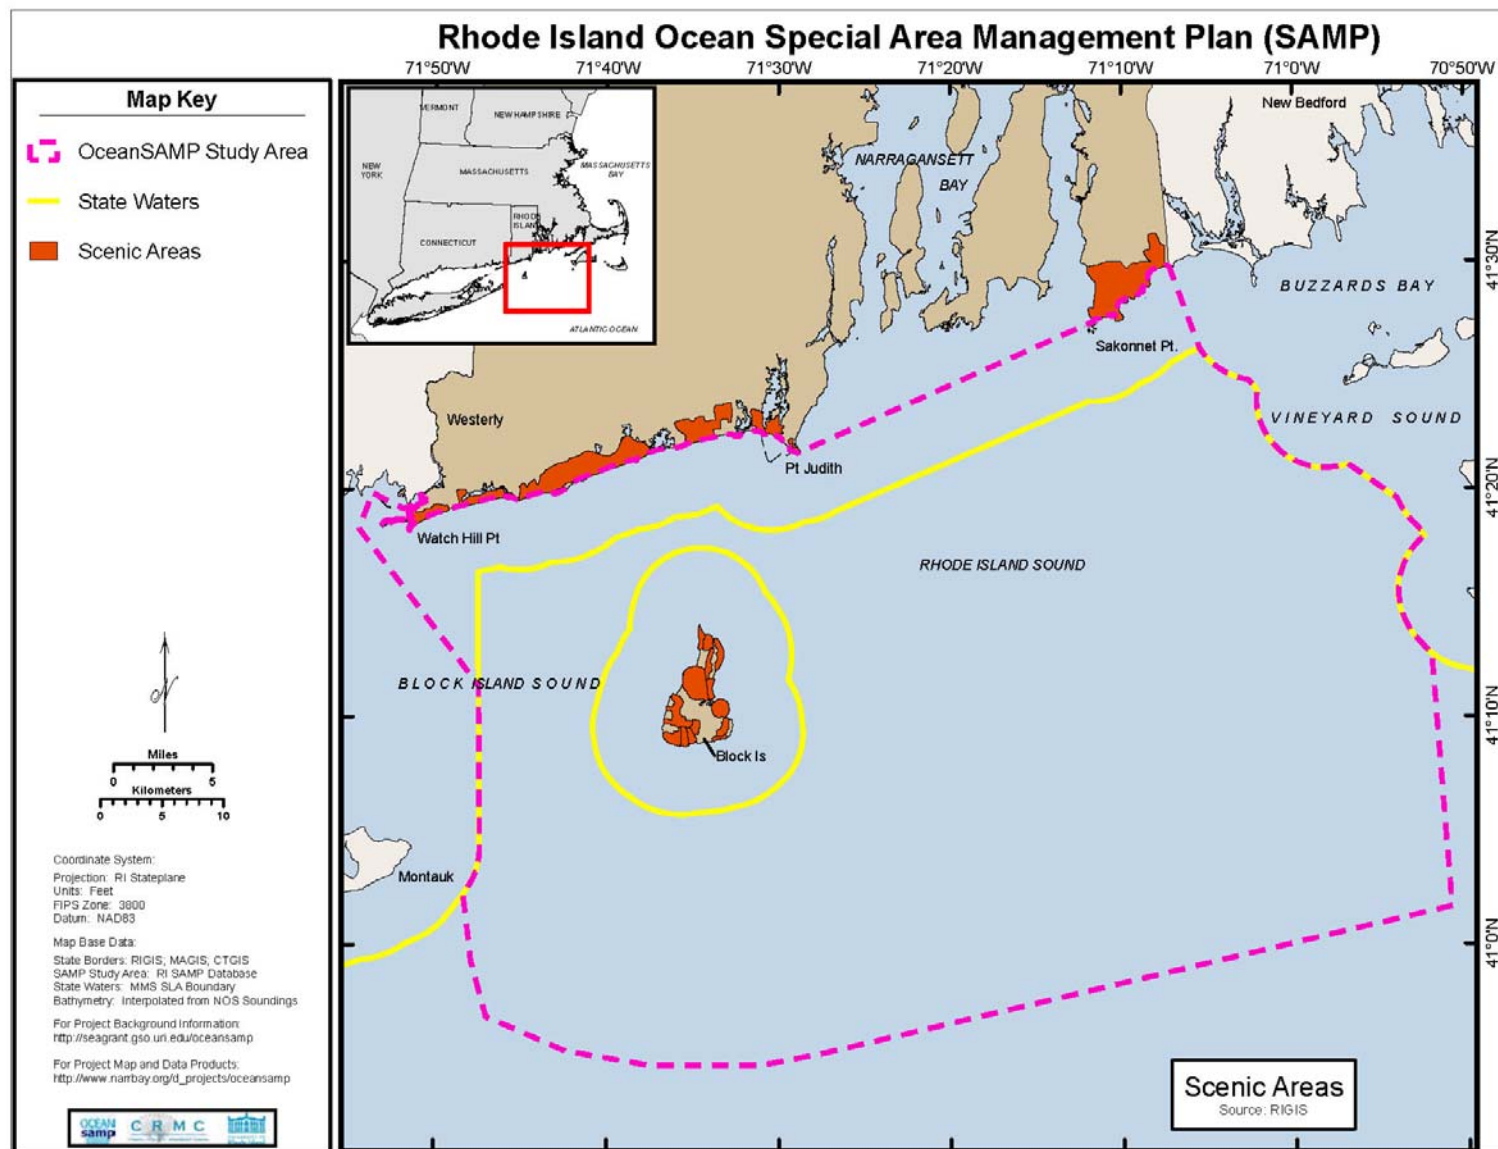 Rhode Island Ocean Special Area Management Plan (SAMP)
71°50'W 71°40'W 71°30'W 71°20'W 71°10'W 71°0'W 70°50'W
Map Key
OceanSAMP Study Area
State Waters
Scenic Areas
VERMONT
NEW HAMPSHIRE
NEW
YORK
MASSACHUSETTS
MASSACHUSETTS
BAY
RHODE
ISLAND
CONNECTICUT
ATLANTIC OCEAN
New Bedford
NARRAGANSETT
BAY
41°30'N
BUZZARDS BAY
Sakonnet Pt.
Westerly
VINEYARD SOUND
Pt Judith
41°20'N
Watch Hill Pt
RHODE ISLAND SOUND
BLOCK ISLAND SOUND
41°10'N
Block Is
Montauk
41°0'N
Miles
0 5
Kilometers
0 5 10
Coordinate System:
Projection: RI Stateplane
Units: Feet
FIPS Zone: 3800
Datum: NAD83
Map Base Data:
State Borders: RIGIS; MAGIS, CTGIS
SAMP Study Area: RI SAMP Database
State Waters: MMS SLA Boundary
Bathymetry: Interpolated from NOS Soundings
For Project Background Information:
http://seagrant.gso.uri.edu/oceansamp
For Project Map and Data Products:
http://www.narrbay.org/d_projects/oceansamp
OCEAN
samp
CRMC
Scenic Areas
Source: RIGIS